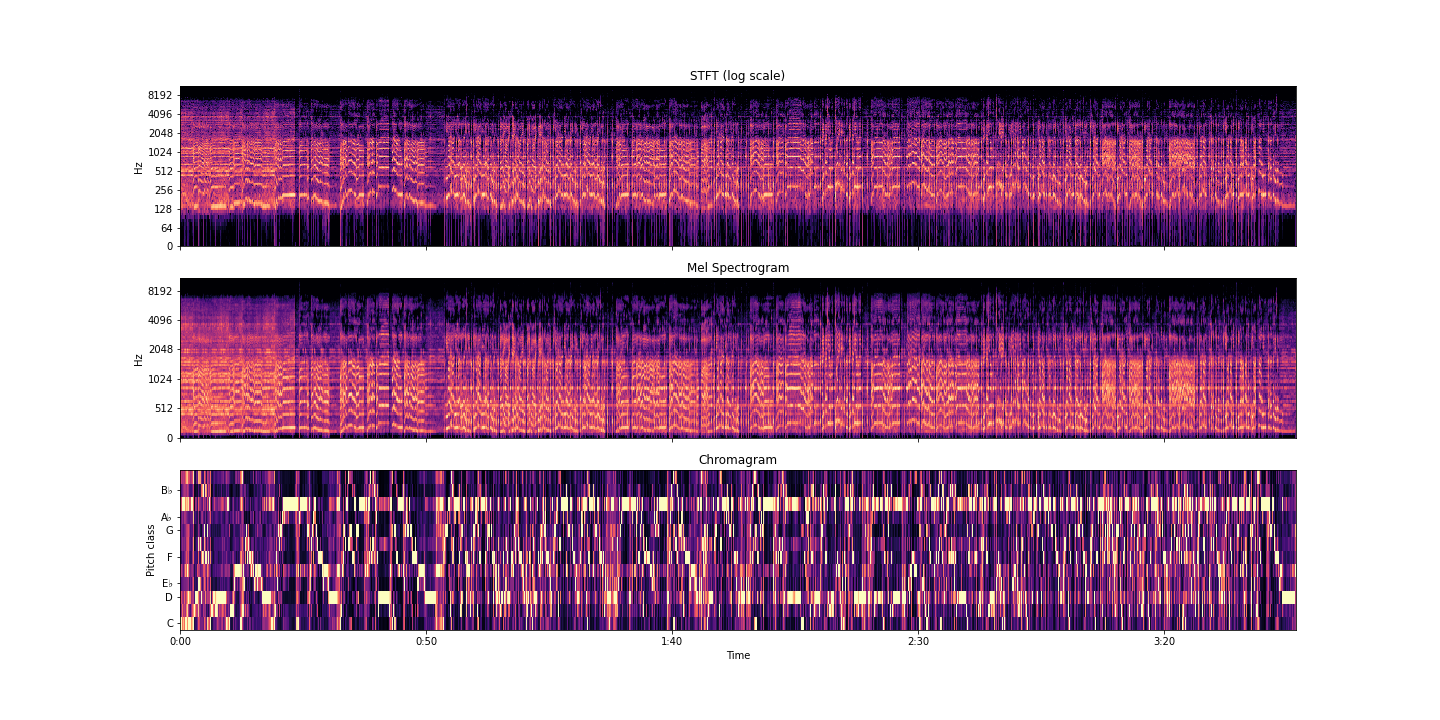 STFT (log scale)
8192
4096
2048
1024
512
256
128
64
0
Hz
Mel Spectrogram
8192
4096
2048
1024
512
0
Hz
Chromagram
B♭
A♭
G
F
E♭
D
C
Pitch class
0:00 0:50 1:40 2:30 3:20
Time